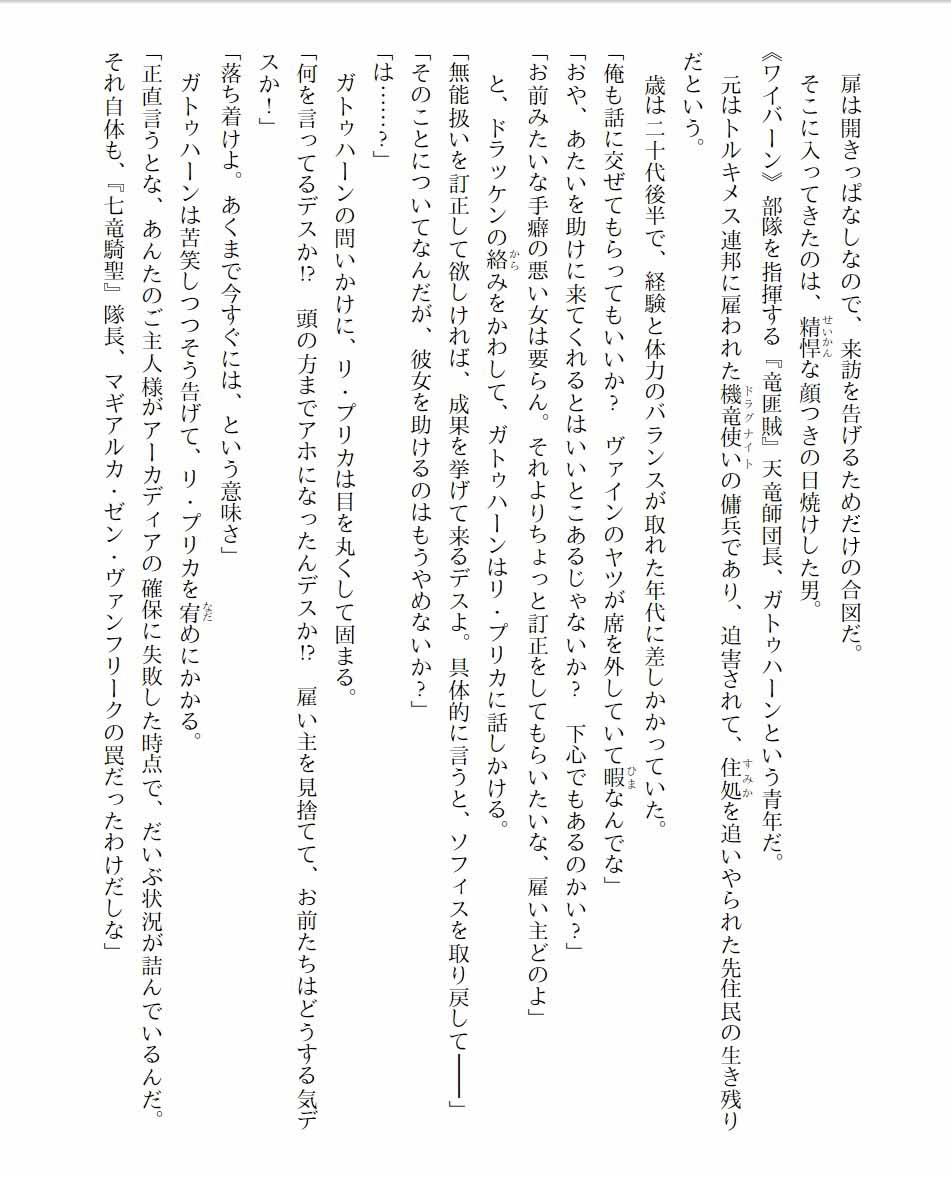 扉は開きっぱなしなので、来訪を告げるためだけの合図だ。
そこに入ってきたのは、精悍な顔つきの日焼けした男。
《ワイバーン》部隊を指揮する『竜匪賊』天竜師団長、ガトゥハーンという青年だ。
元はトルキメス連邦に雇われた機竜使いの傭兵であり、迫害されて、住処を追いやられた先住民の生き残り
だという。
歳は二十代後半で、経験と体力のバランスが取れた年代に差しかかっていた。
「俺も話に交ぜてもらってもいいか？　ヴァインのヤツが席を外していて暇なんでな」
「おや、あたいを助けに来てくれるとはいいとこあるじゃないか？　下心でもあるのかい？」
「お前みたいな手癖の悪い女は要らん。それよりちょっと訂正をしてもらいたいな、雇い主どのよ」
と、ドラッケンの絡みをかわして、ガトゥハーンはリ・プリカに話しかける。
「無能扱いを訂正して欲しければ、成果を挙げて来るデスよ。具体的に言うと、ソフィスを取り戻して――」
「そのことについてなんだが、彼女を助けるのはもうやめないか？」
「は……？」
ガトゥハーンの問いかけに、リ・プリカは目を丸くして固まる。
「何を言ってるデスか!?　頭の方までアホになったんデスか!?　雇い主を見捨てて、お前たちはどうする気デ
スか！」
「落ち着けよ。あくまで今すぐには、という意味さ」
ガトゥハーンは苦笑しつつそう告げて、リ・プリカを宥めにかかる。
「正直言うとな、あんたのご主人様がアーカディアの確保に失敗した時点で、だいぶ状況が詰んでいるんだ。
それ自体も、『七竜騎聖』隊長、マギアルカ・ゼン・ヴァンフリークの罠だったわけだしな」